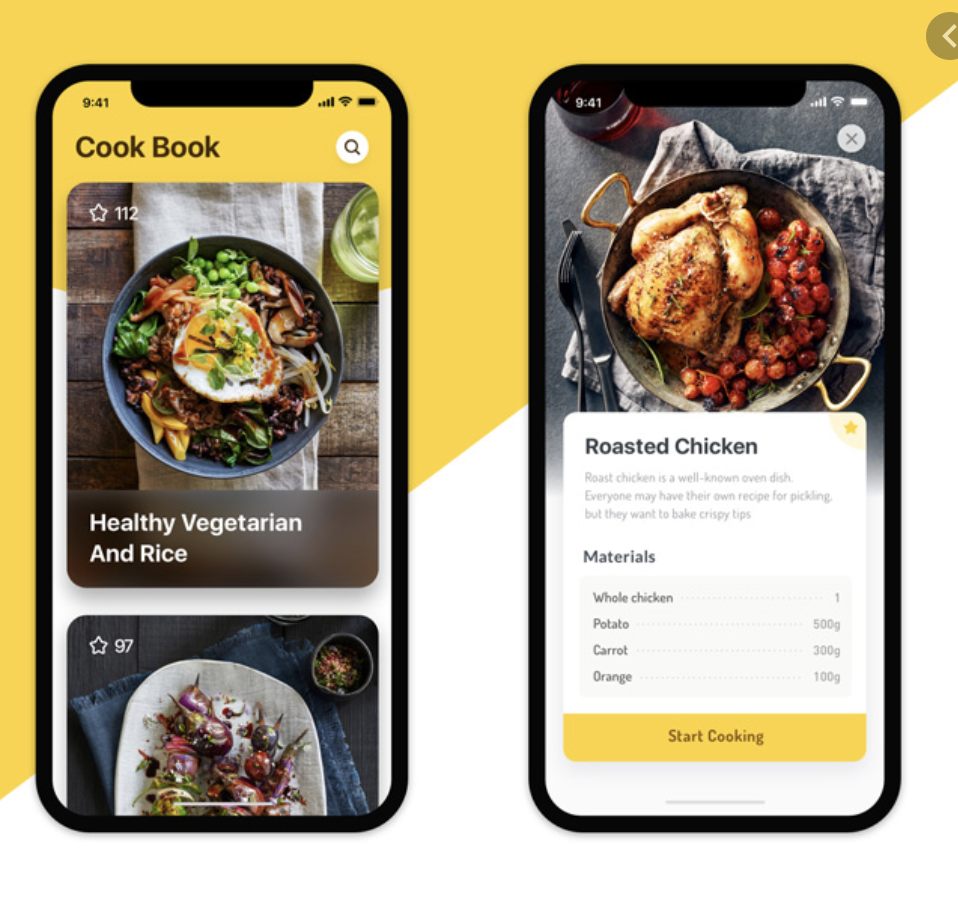 9:41
Cook Book
112
Healthy Vegetarian
And Rice
97
9:41
Roasted Chicken
Roast chicken is a well-known oven dish.
Everyone may have their own recipe for pickling,
but they want to bake crispy tips
Materials
Whole chicken 1
Potato 500g
Carrot 300g
Orange 100g
Start Cooking